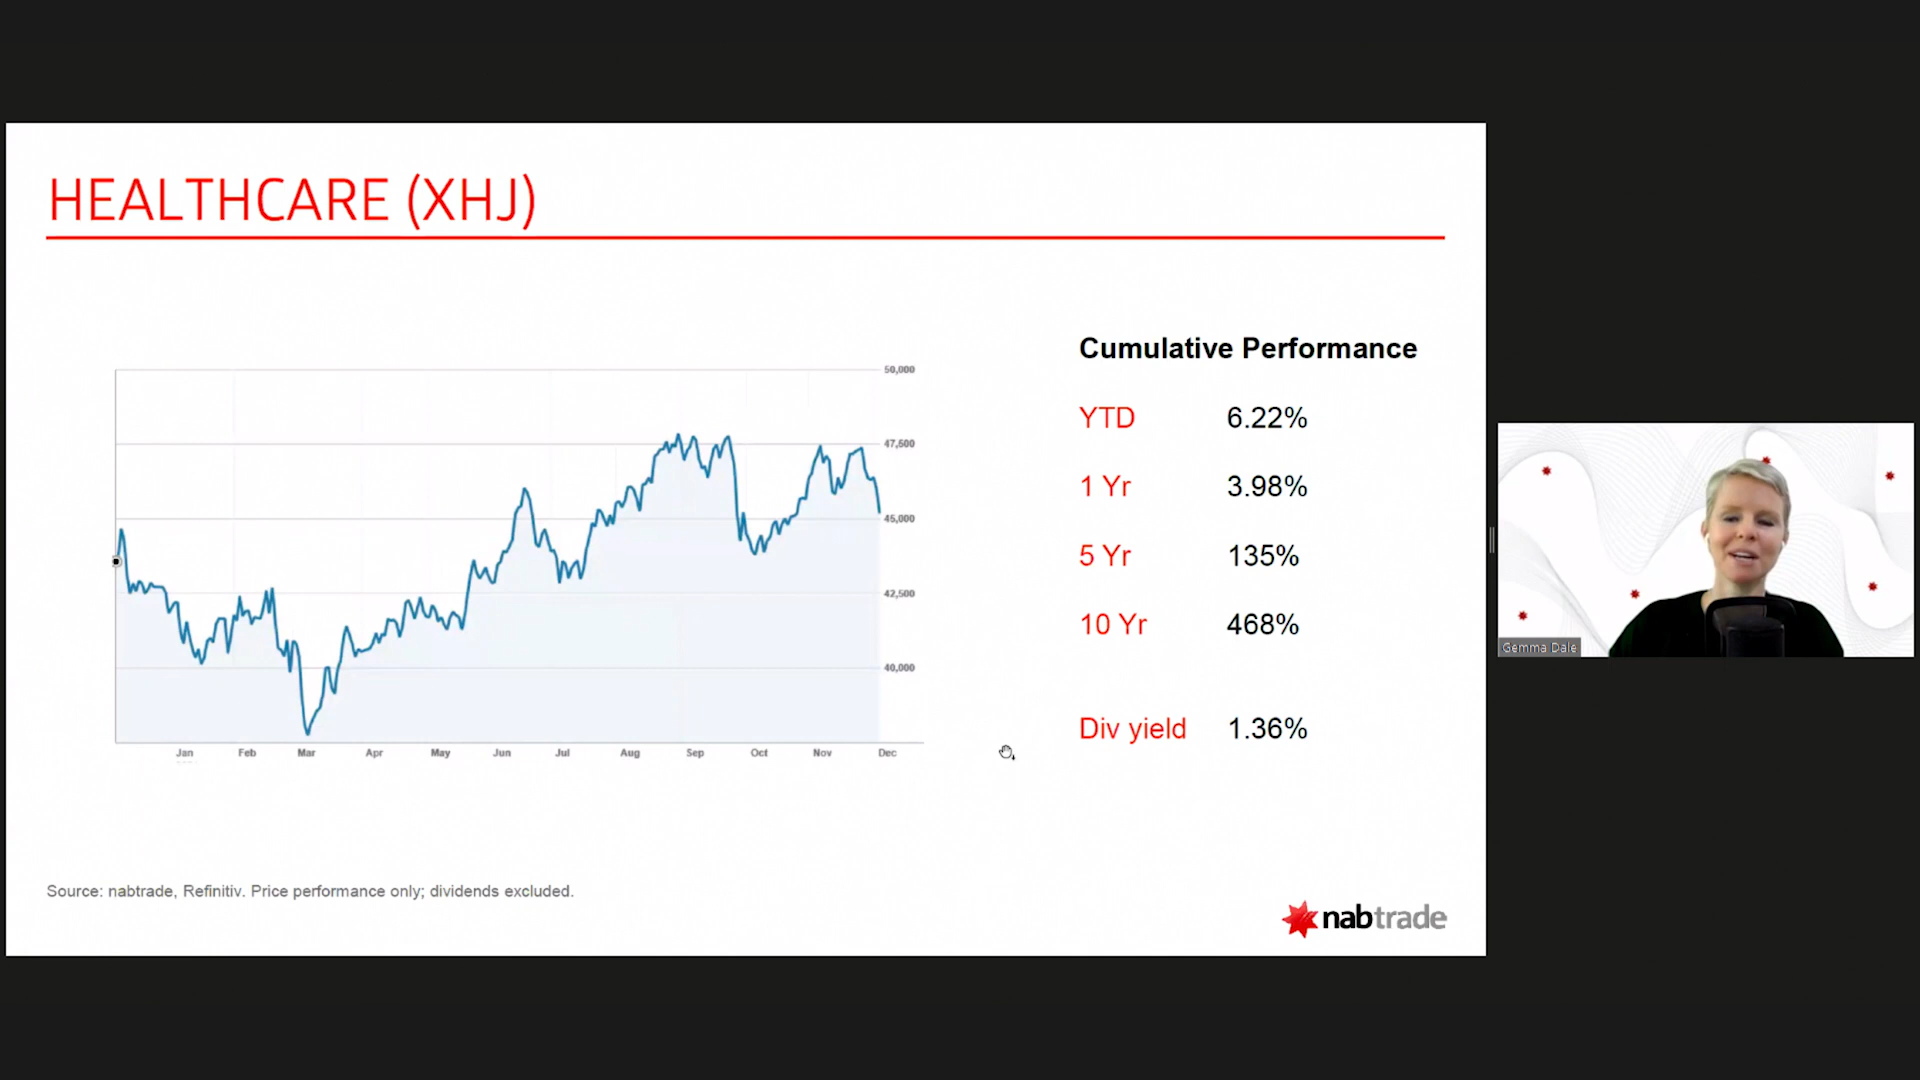 HEALTHCARE (XHJ)
Cumulative Performance
YTD 6.22%
1 Yr 3.98%
5 Yr 135%
10 Yr 468%
Div yield 1.36%
50,000
47,500
45,000
42,500
40,000
Jan Feb Mar Apr May Jun Jul Aug Sep Oct Nov Dec
Source: nabtrade, Refinitiv. Price performance only; dividends excluded.
nabtrade
Gemma Dale